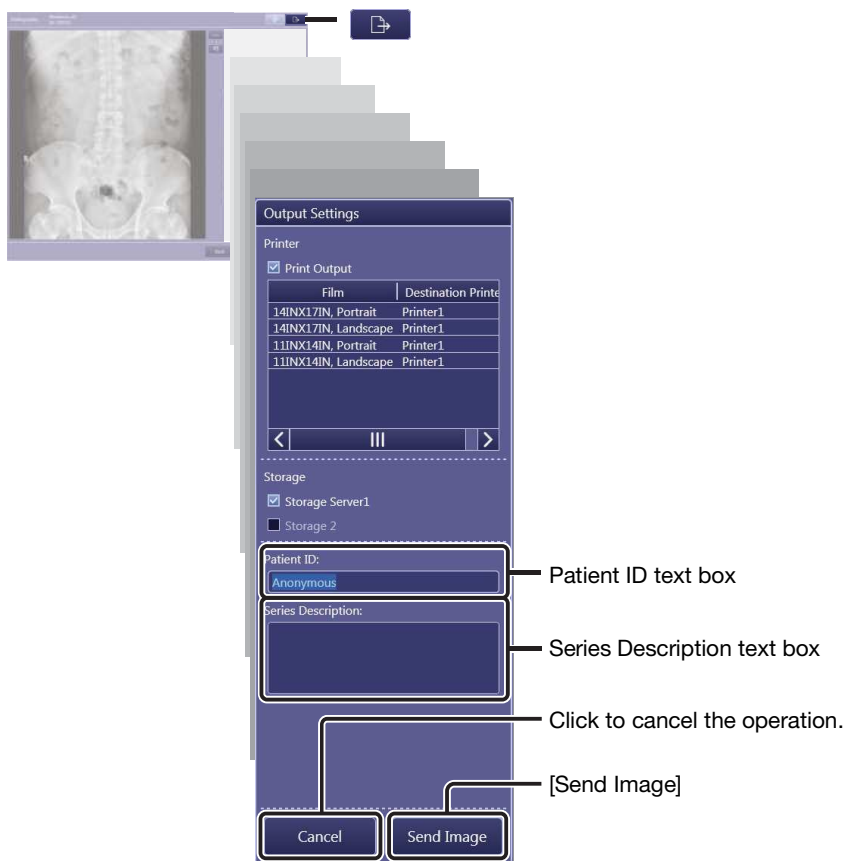 Output Settings
Printer
Print Output
Film Destination Printe
14INX17IN, Portrait Printer1
14INX17IN, Landscape Printer1
11INX14IN, Portrait Printer1
11INX14IN, Landscape Printer1
Storage
Storage Server1
Storage 2
Patient ID:
Anonymous
Patient ID text box
Series Description:
Series Description text box
Click to cancel the operation.
[Send Image]
Cancel Send Image